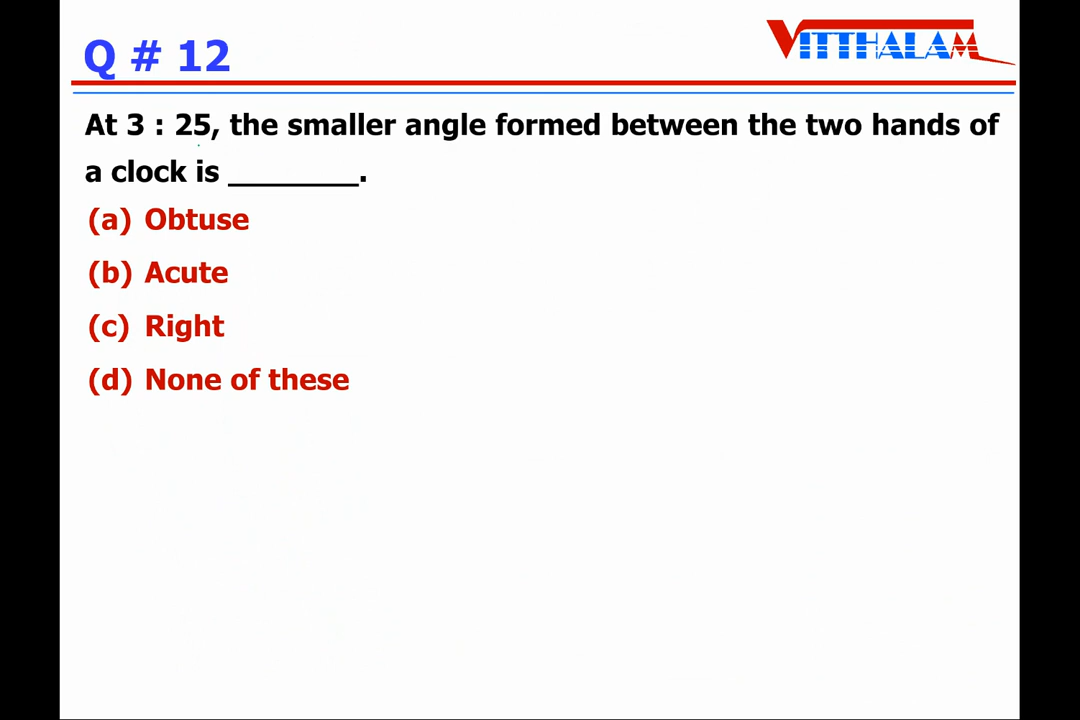 Q # 12
VITTHALAM
At 3 : 25, the smaller angle formed between the two hands of
a clock is ________.
(a) Obtuse
(b) Acute
(c) Right
(d) None of these